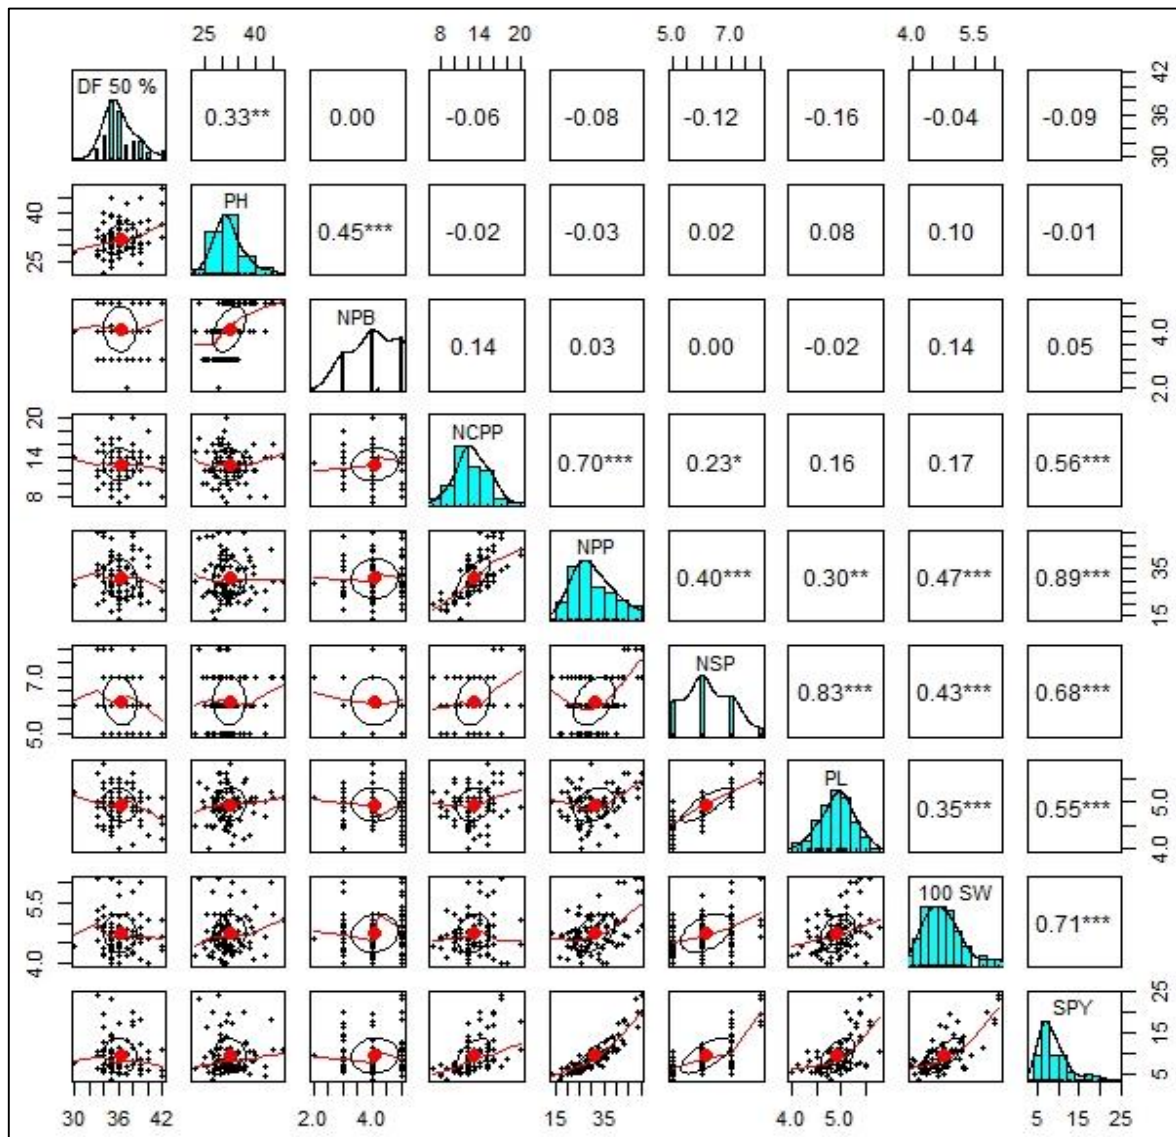 25 40 8 14 20 5.0 7.0 4.0 5.5
DF 50 % 0.33** 0.00 -0.06 -0.08 -0.12 -0.16 -0.04 -0.09 30 36 42
25 40 PH 0.45*** -0.02 -0.03 0.02 0.08 0.10 -0.01
NPB 0.14 0.03 0.00 -0.02 0.14 0.05 2.0 4.0
8 14 20 NCPP 0.70*** 0.23* 0.16 0.17 0.56***
NPP 0.40*** 0.30** 0.47*** 0.89*** 15 35
5.0 7.0 NSP 0.83*** 0.43*** 0.68***
PL 0.35*** 0.55*** 4.0 5.0
4.0 5.5 100 SW 0.71***
SPY 5 15 25
30 36 42 2.0 4.0 15 35 4.0 5.0 5 15 25